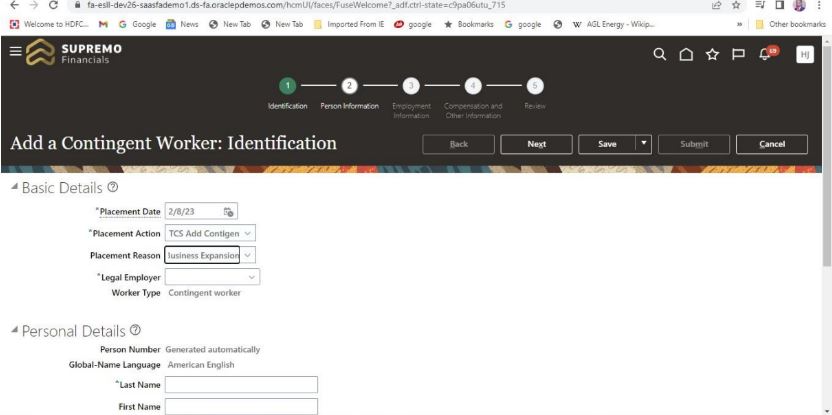 fa-esll-dev26-saasfademo1.ds-fa.oraclepdemos.com/hcmUI/faces/FuseWelcome?_adf.ctrl-state=c9pa06utu_715
Welcome to HDFC... Google News New Tab New Tab Imported From IE google Bookmarks google W AGL Energy - Wikip... » Other bookmarks
SUPREMO
Financials
69 HJ
1 2 3 4 5
Identification Person Information Employment Information Compensation and Other Information Review
Add a Contingent Worker: Identification Back Next Save Submit Cancel
Basic Details
*Placement Date 2/8/23
*Placement Action TCS Add Contigen
Placement Reason Business Expansion
*Legal Employer
Worker Type Contingent worker
Personal Details
Person Number Generated automatically
Global-Name Language American English
*Last Name
First Name